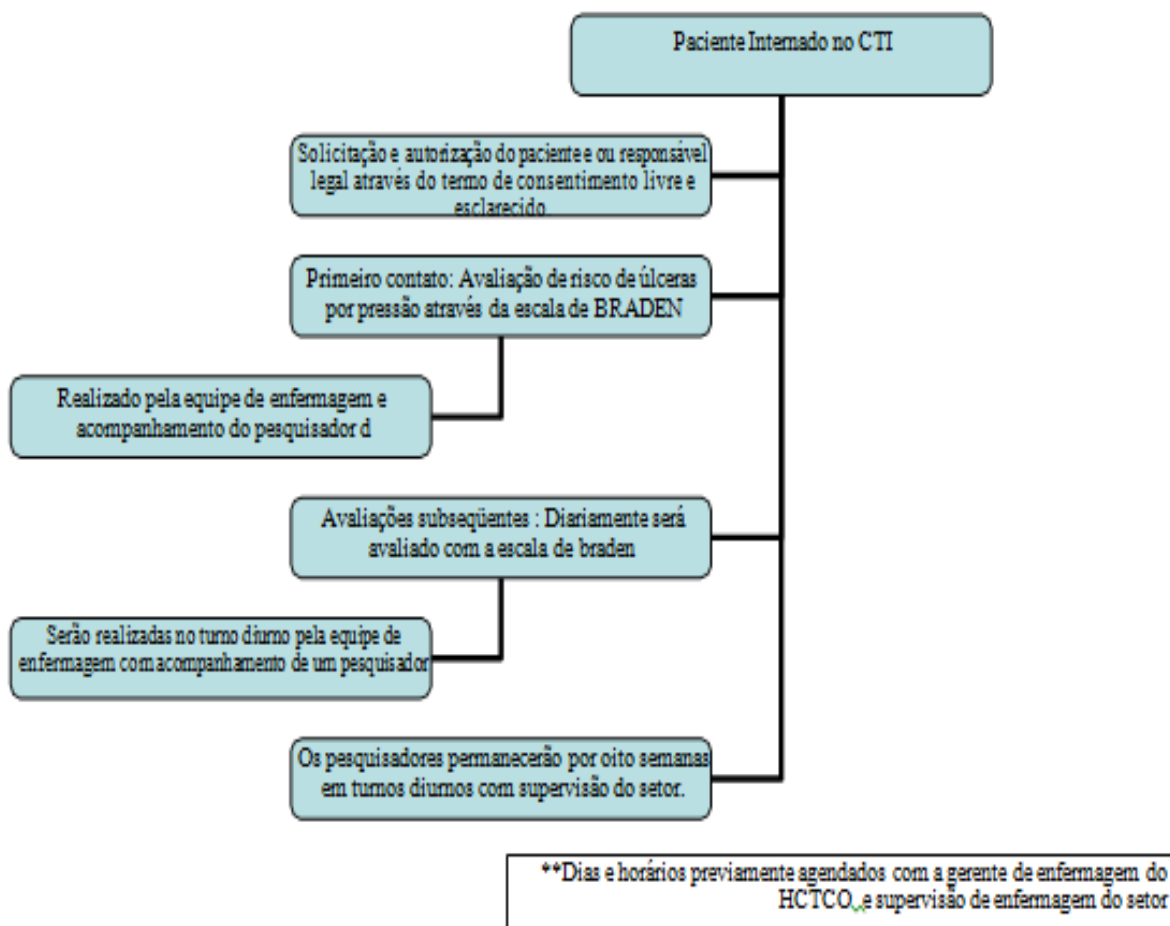 Paciente Internado no CTI
Solicitação e autorização do paciente e ou responsável
legal através do termo de consentimento livre e
esclarecido.
Primeiro contato: Avaliação de risco de úlceras
por pressão através da escala de BRADEN
Realizado pela equipe de enfermagem e
acompanhamento do pesquisador d
Avaliações subseqüentes : Diariamente será
avaliado com a escala de braden
Serão realizadas no turno diurno pela equipe de
enfermagem com acompanhamento de um pesquisador
Os pesquisadores permanecerão por oito semanas
em turnos diurnos com supervisão do setor.
**Dias e horários previamente agendados com a gerente de enfermagem do
HCTCO, e supervisão de enfermagem do setor